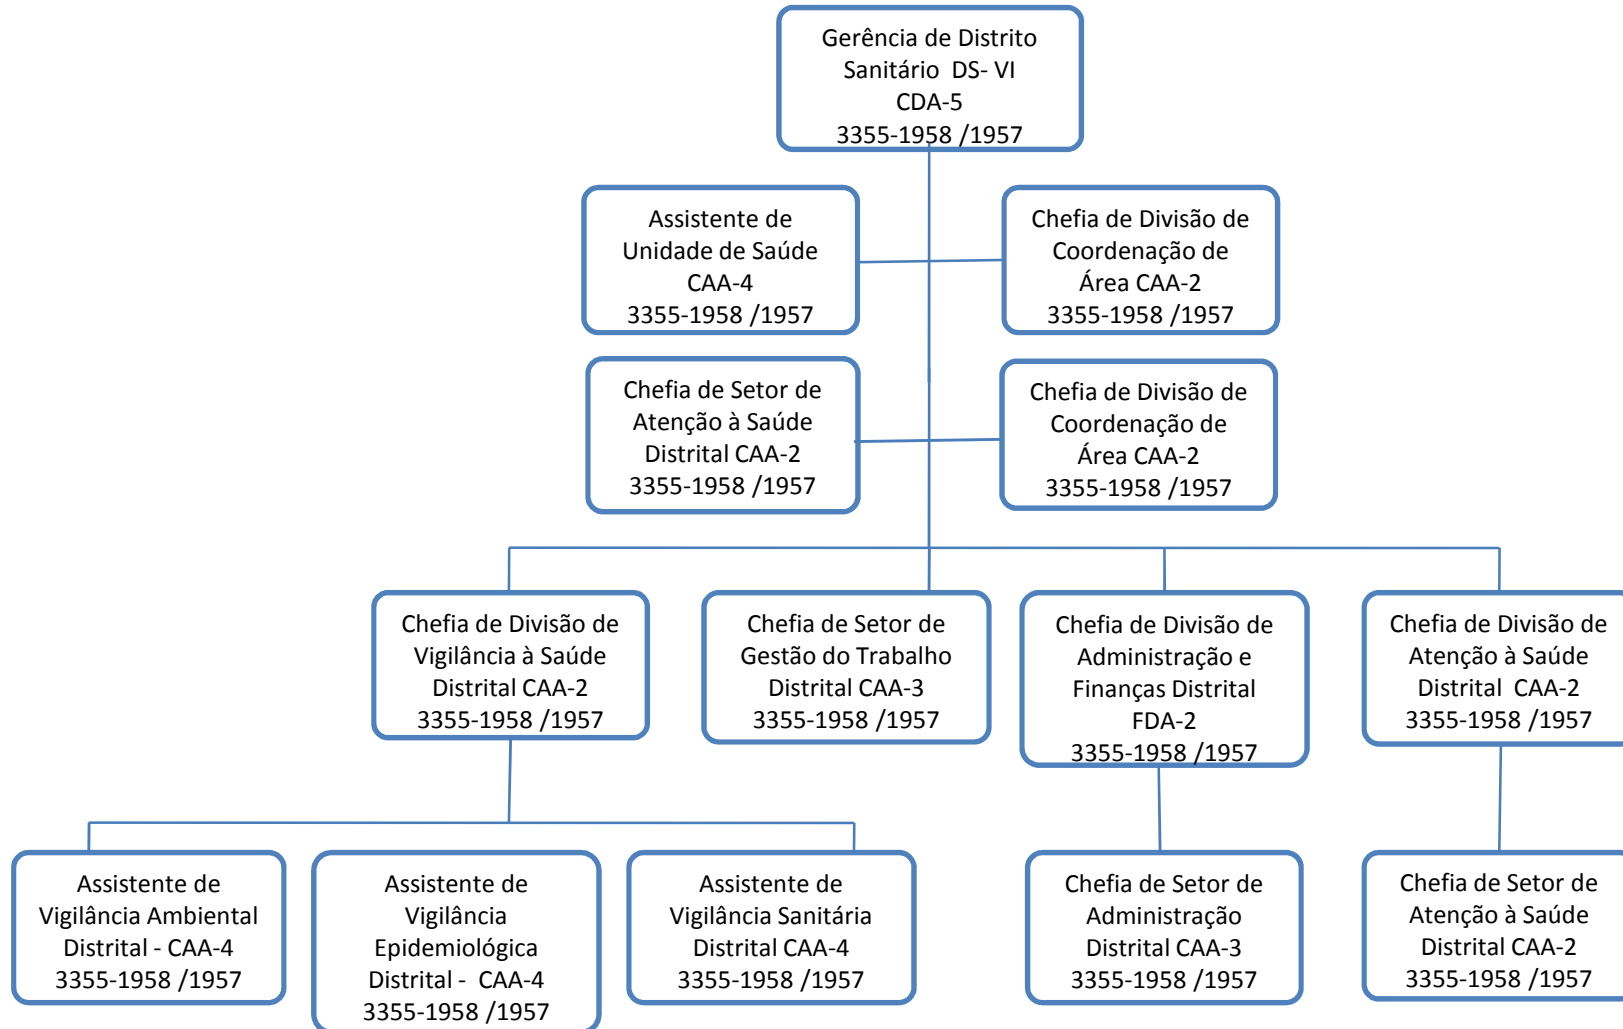 Gerência de Distrito
Sanitário DS- VI
CDA-5
3355-1958 /1957
Assistente de
Unidade de Saúde
CAA-4
3355-1958 /1957
Chefia de Divisão de
Coordenação de
Área CAA-2
3355-1958 /1957
Chefia de Setor de
Atenção à Saúde
Distrital CAA-2
3355-1958 /1957
Chefia de Divisão de
Coordenação de
Área CAA-2
3355-1958 /1957
Chefia de Divisão de
Vigilância à Saúde
Distrital CAA-2
3355-1958 /1957
Chefia de Setor de
Gestão do Trabalho
Distrital CAA-3
3355-1958 /1957
Chefia de Divisão de
Administração e
Finanças Distrital
FDA-2
3355-1958 /1957
Chefia de Divisão de
Atenção à Saúde
Distrital CAA-2
3355-1958 /1957
Assistente de
Vigilância Ambiental
Distrital - CAA-4
3355-1958 /1957
Assistente de
Vigilância
Epidemiológica
Distrital - CAA-4
3355-1958 /1957
Assistente de
Vigilância Sanitária
Distrital CAA-4
3355-1958 /1957
Chefia de Setor de
Administração
Distrital CAA-3
3355-1958 /1957
Chefia de Setor de
Atenção à Saúde
Distrital CAA-2
3355-1958 /1957